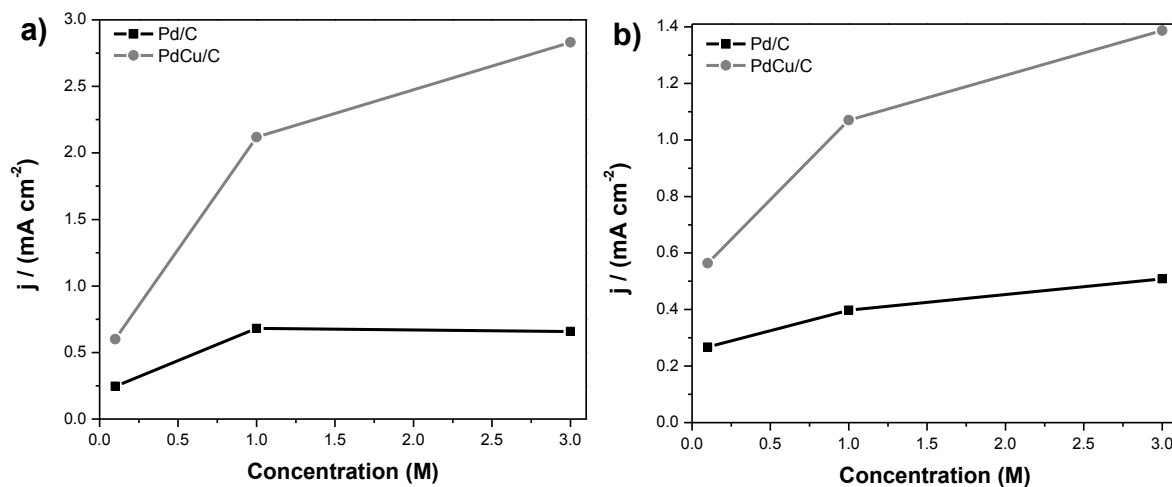 a)
Pd/C
PdCu/C
3.0
2.5
2.0
1.5
1.0
0.5
0.0
j / (mA cm-2)
0.0 0.5 1.0 1.5 2.0 2.5 3.0
Concentration (M)
b)
Pd/C
PdCu/C
1.4
1.2
1.0
0.8
0.6
0.4
0.2
0.0
j / (mA cm-2)
0.0 0.5 1.0 1.5 2.0 2.5 3.0
Concentration (M)